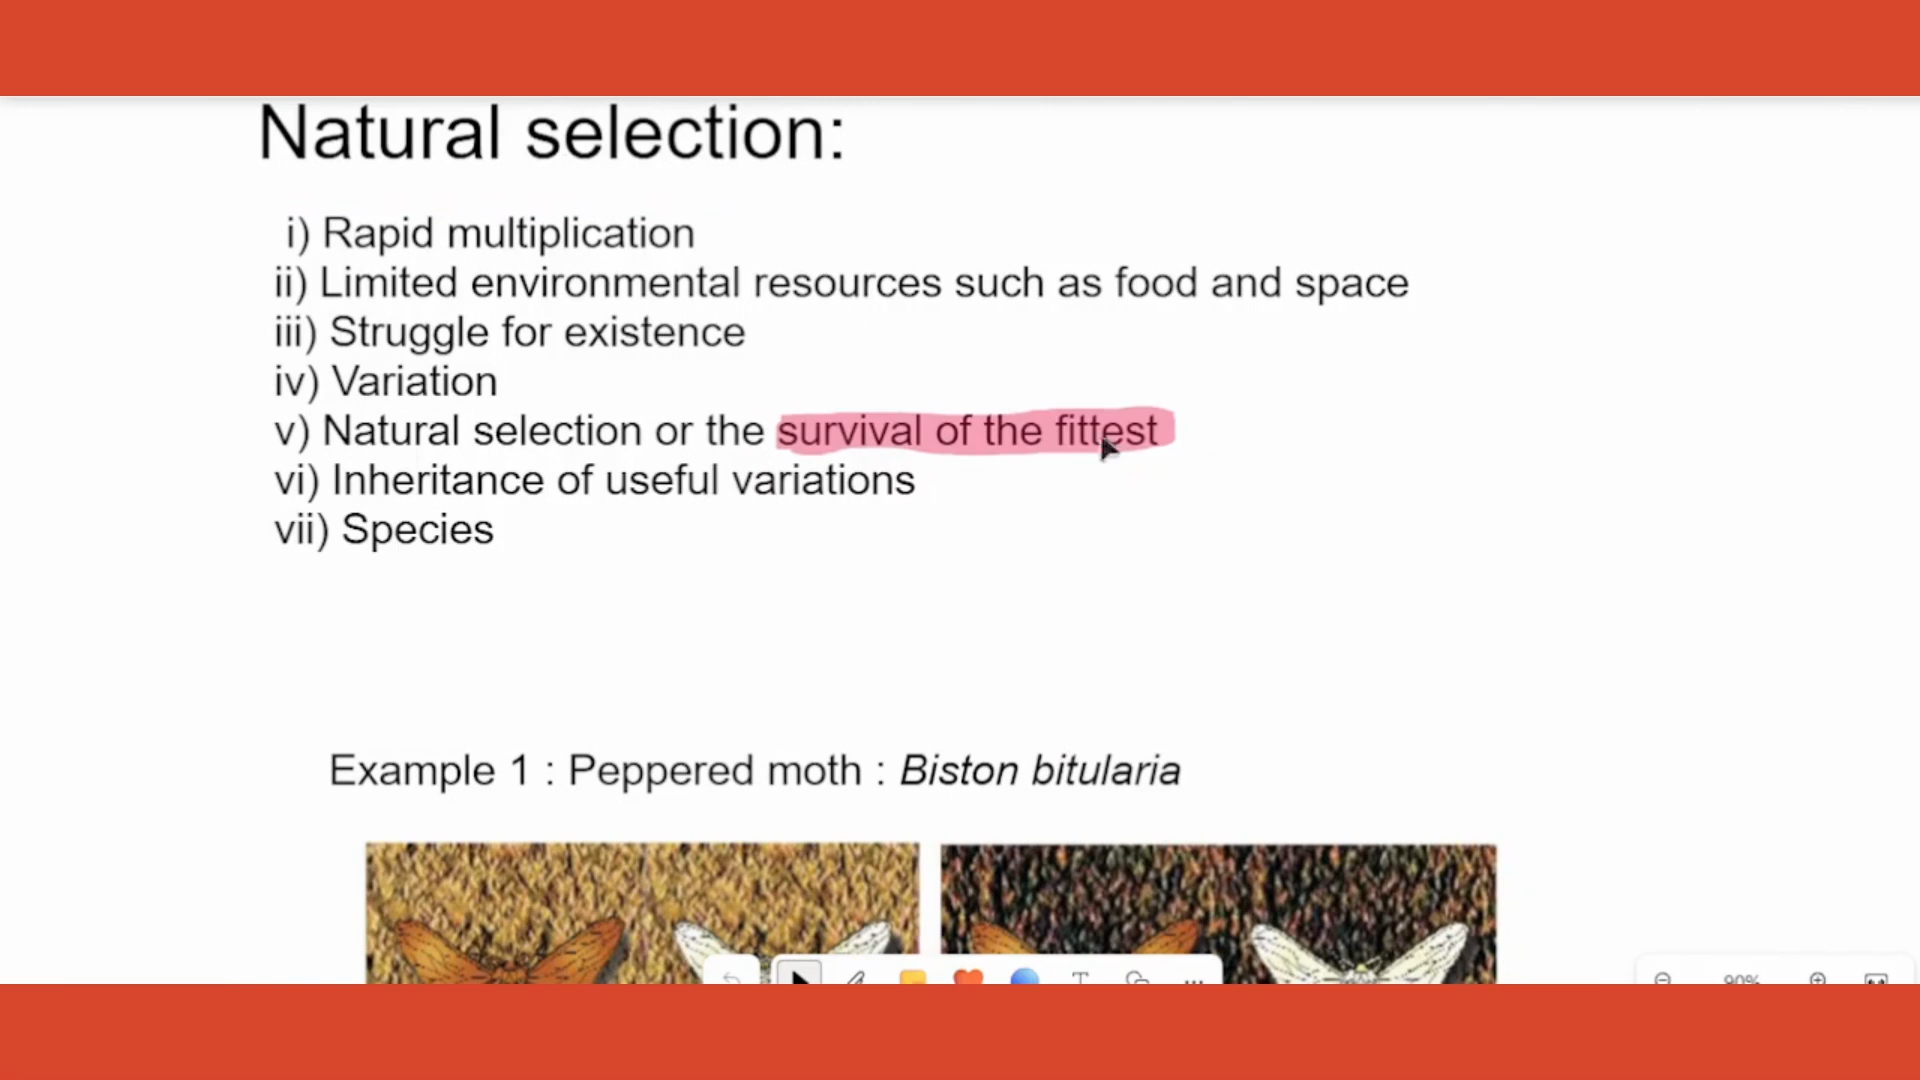 Natural selection:
i) Rapid multiplication
ii) Limited environmental resources such as food and space
iii) Struggle for existence
iv) Variation
v) Natural selection or the survival of the fittest
vi) Inheritance of useful variations
vii) Species
Example 1 : Peppered moth : Biston bitularia
90%